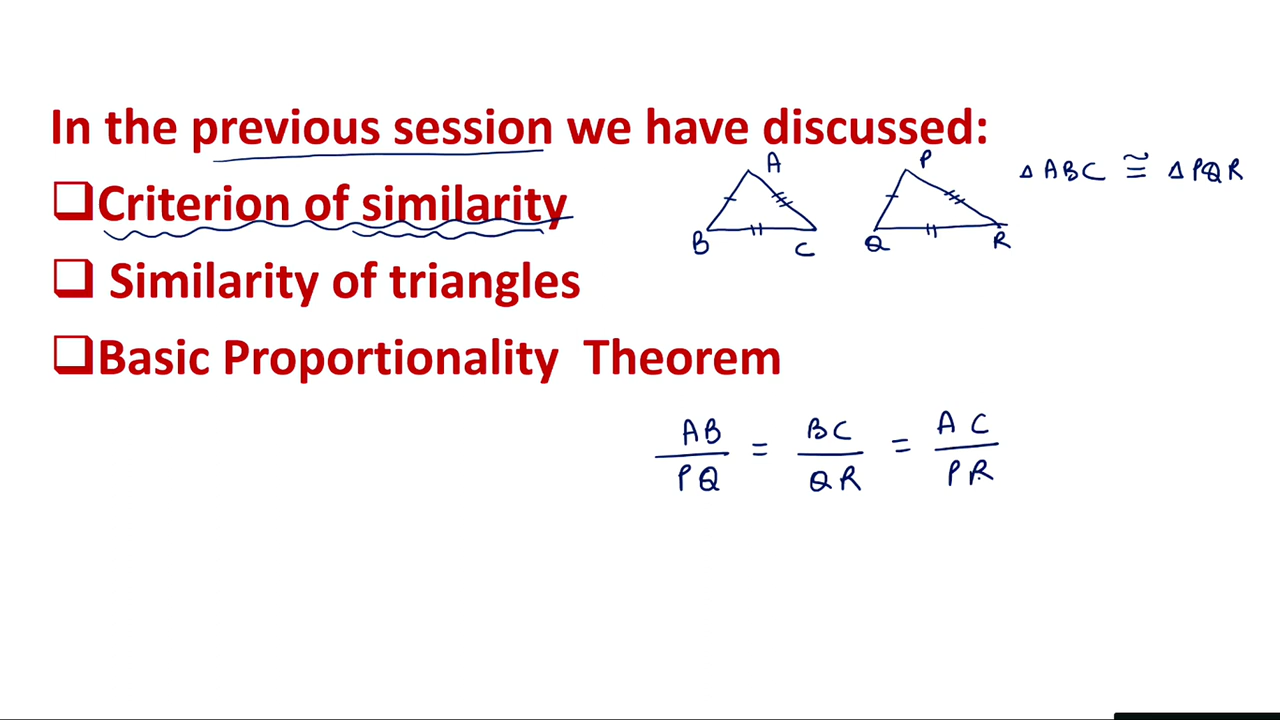 In the previous session we have discussed:
A
P
△ ABC ≅ △ PQR
❑Criterion of similarity
B
C
Q
R
❑ Similarity of triangles
❑Basic Proportionality Theorem
AB = BC = AC
PQ QR PR